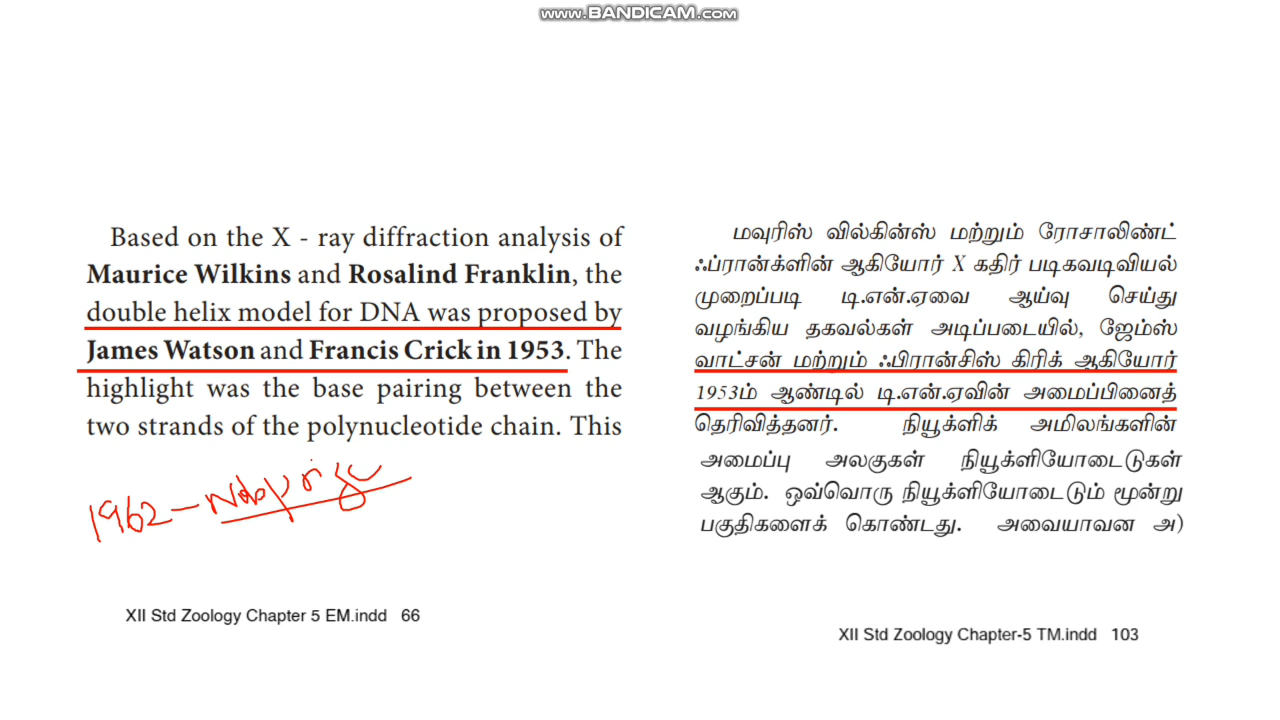 www.BANDICAM.com
Based on the X - ray diffraction analysis of
Maurice Wilkins and Rosalind Franklin, the
double helix model for DNA was proposed by
James Watson and Francis Crick in 1953. The
highlight was the base pairing between the
two strands of the polynucleotide chain. This
1962 –
XII Std Zoology Chapter 5 EM.indd 66
மவுரிஸ் வில்கின்ஸ் மற்றும் ரோசாலிண்ட்
ஃப்ரான்க்ளின் ஆகியோர் X கதிர் படிகவடிவியல்
முறைப்படி டி.என்.ஏவை ஆய்வு செய்து
வழங்கிய தகவல்கள் அடிப்படையில், ஜேம்ஸ்
வாட்சன் மற்றும் ஃபிரான்சிஸ் கிரிக் ஆகியோர்
1953ம் ஆண்டில் டி.என்.ஏவின் அமைப்பினைத்
தெரிவித்தனர். நியூக்ளிக் அமிலங்களின்
அமைப்பு அலகுகள் நியூக்ளியோடைடுகள்
ஆகும். ஒவ்வொரு நியூக்ளியோடைடும் மூன்று
பகுதிகளைக் கொண்டது. அவையாவன அ)
XII Std Zoology Chapter-5 TM.indd 103